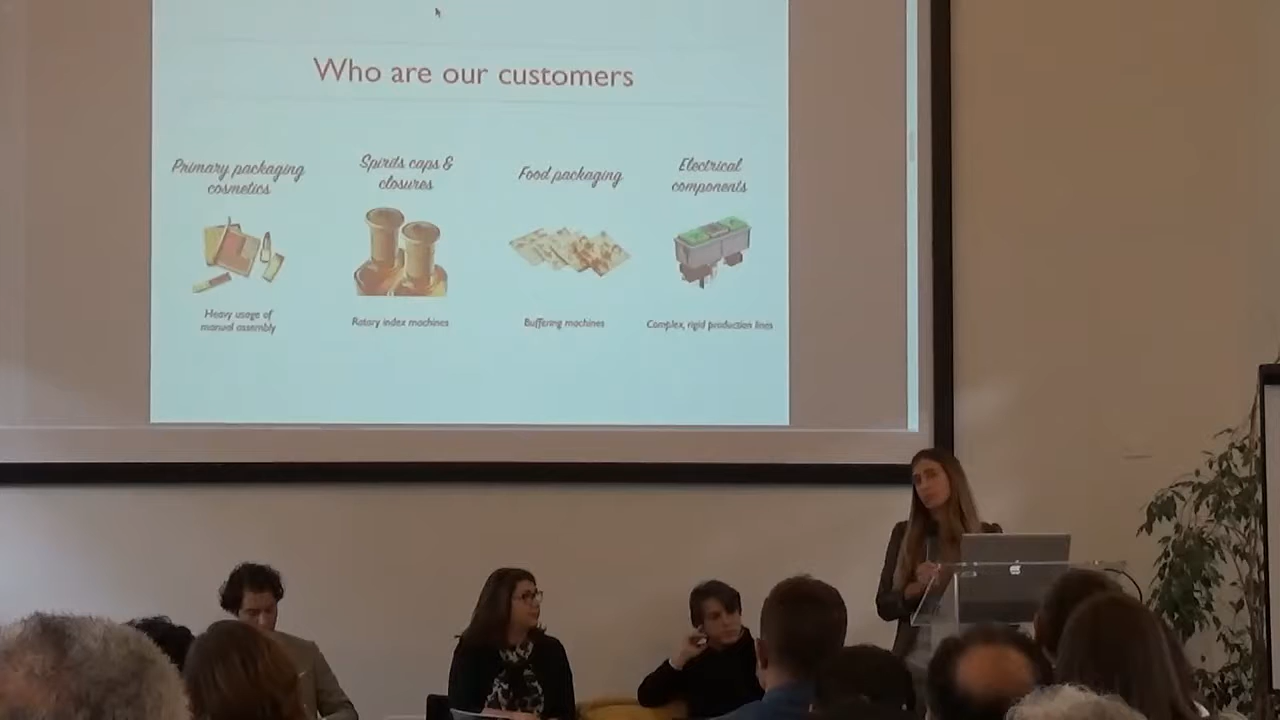 Who are our customers
Primary packaging
cosmetics
Spirits caps &
closures
Food packaging
Electrical
components
Heavy usage of
manual assembly
Rotary index machines
Buffering machines
Complex, rigid production lines